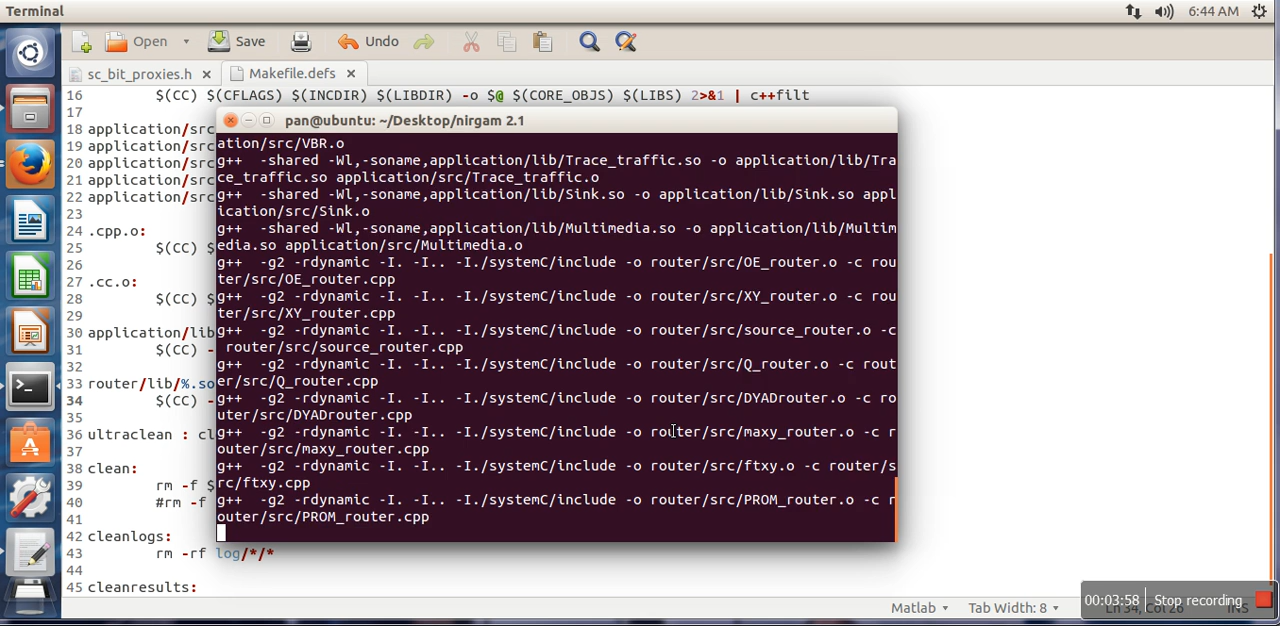 Terminal
6:44 AM
Open
Save
Undo
sc_bit_proxies.h ×
Makefile.defs ×
16 $(CC) $(CFLAGS) $(INCDIR) $(LIBDIR) -o $@ $(CORE_OBJS) $(LIBS) 2>&1 | c++filt
17
18 application/src
19 application/src
20 application/src
21 application/src
22 application/src
23
24 .cpp.o:
25 $(CC) $
26
27 .cc.o:
28 $(CC) $
29
30 application/lib
31 $(CC) -
32
33 router/lib/%.so
34 $(CC) -
35
36 ultraclean : cl
37
38 clean:
39 rm -f $
40 #rm -f
41
42 cleanlogs:
43 rm -rf log/*/*
44
45 cleanresults:
pan@ubuntu: ~/Desktop/nirgam 2.1
ation/src/VBR.o
g++ -shared -Wl,-soname,application/lib/Trace_traffic.so -o application/lib/Tra
ce_traffic.so application/src/Trace_traffic.o
g++ -shared -Wl,-soname,application/lib/Sink.so -o application/lib/Sink.so appl
ication/src/Sink.o
g++ -shared -Wl,-soname,application/lib/Multimedia.so -o application/lib/Multim
edia.so application/src/Multimedia.o
g++ -g2 -rdynamic -I. -I.. -I./systemC/include -o router/src/OE_router.o -c rou
ter/src/OE_router.cpp
g++ -g2 -rdynamic -I. -I.. -I./systemC/include -o router/src/XY_router.o -c rou
ter/src/XY_router.cpp
g++ -g2 -rdynamic -I. -I.. -I./systemC/include -o router/src/source_router.o -c
router/src/source_router.cpp
g++ -g2 -rdynamic -I. -I.. -I./systemC/include -o router/src/Q_router.o -c rout
er/src/Q_router.cpp
g++ -g2 -rdynamic -I. -I.. -I./systemC/include -o router/src/DYADrouter.o -c ro
uter/src/DYADrouter.cpp
g++ -g2 -rdynamic -I. -I.. -I./systemC/include -o router/src/maxy_router.o -c r
outer/src/maxy_router.cpp
g++ -g2 -rdynamic -I. -I.. -I./systemC/include -o router/src/ftxy.o -c router/s
rc/ftxy.cpp
g++ -g2 -rdynamic -I. -I.. -I./systemC/include -o router/src/PROM_router.o -c r
outer/src/PROM_router.cpp
Matlab
Tab Width: 8
Ln 34, Col 26
INS
00:03:58
Stop recording